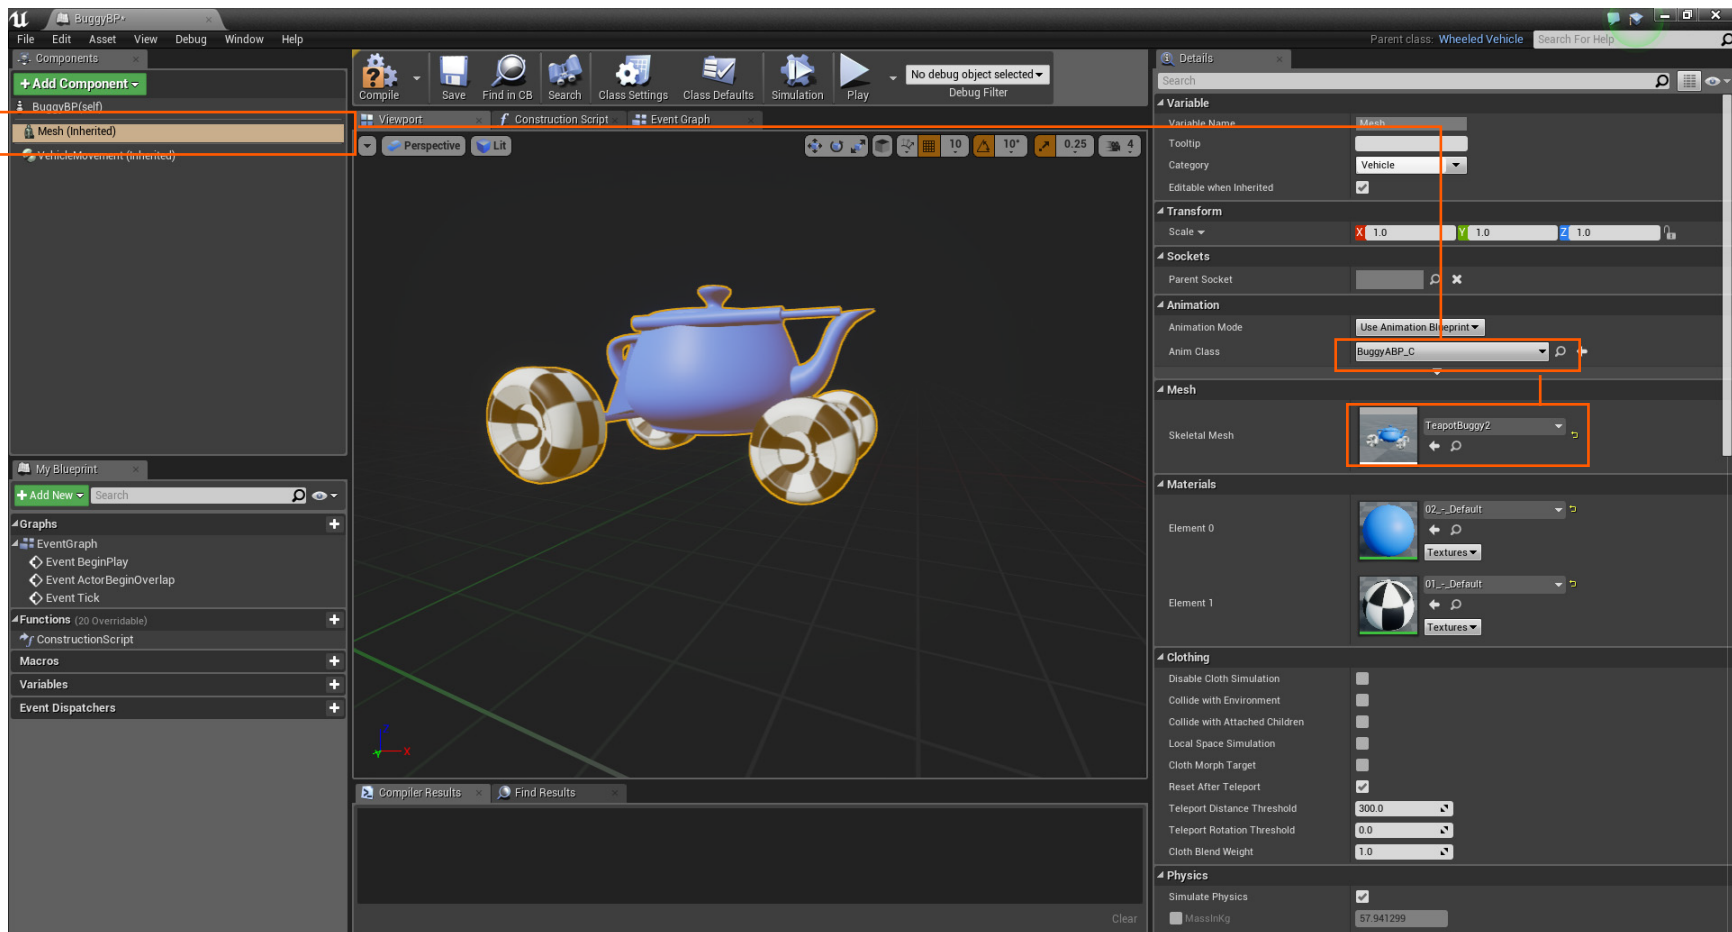 BuggyBP*
File Edit Asset View Debug Window Help
Parent class: Wheeled Vehicle
Search For Help
Components
+Add Component
BuggyBP(self)
Mesh (Inherited)
VehicleMovement (Inherited)
My Blueprint
+Add New
Search
Graphs
EventGraph
Event BeginPlay
Event ActorBeginOverlap
Event Tick
Functions (20 Overridable)
ConstructionScript
Macros
Variables
Event Dispatchers
Compile
Save
Find in CB
Search
Class Settings
Class Defaults
Simulation
Play
No debug object selected
Debug Filter
Viewport
Construction Script
Event Graph
Perspective
Lit
10
10°
0.25
4
Z
X
Y
Compiler Results
Find Results
Clear
Details
Search
Variable
Variable Name Mesh
Tooltip
Category Vehicle
Editable when Inherited
Transform
Scale X 1.0 Y 1.0 Z 1.0
Sockets
Parent Socket
Animation
Animation Mode Use Animation Blueprint
Anim Class BuggyABP_C
Mesh
Skeletal Mesh TeapotBuggy2
Materials
Element 0 02_-_Default
Textures
Element 1 01_-_Default
Textures
Clothing
Disable Cloth Simulation
Collide with Environment
Collide with Attached Children
Local Space Simulation
Cloth Morph Target
Reset After Teleport
Teleport Distance Threshold 300.0
Teleport Rotation Threshold 0.0
Cloth Blend Weight 1.0
Physics
Simulate Physics
MassInKg 57.941299